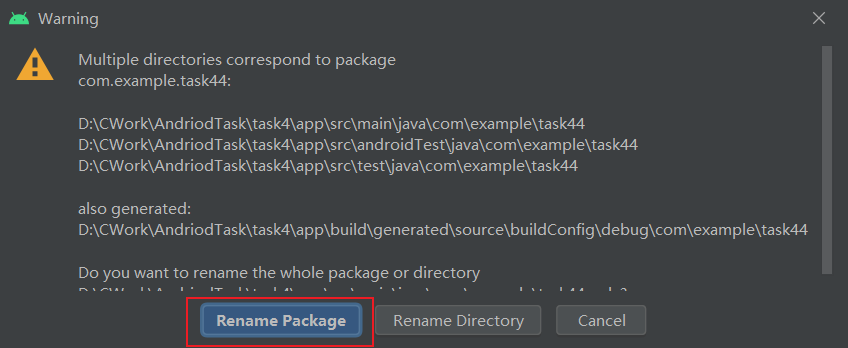 Warning
Multiple directories correspond to package
com.example.task44:
D:\CWork\AndriodTask\task4\app\src\main\java\com\example\task44
D:\CWork\AndriodTask\task4\app\src\androidTest\java\com\example\task44
D:\CWork\AndriodTask\task4\app\src\test\java\com\example\task44
also generated:
D:\CWork\AndriodTask\task4\app\build\generated\source\buildConfig\debug\com\example\task44
Do you want to rename the whole package or directory
Rename Package Rename Directory Cancel